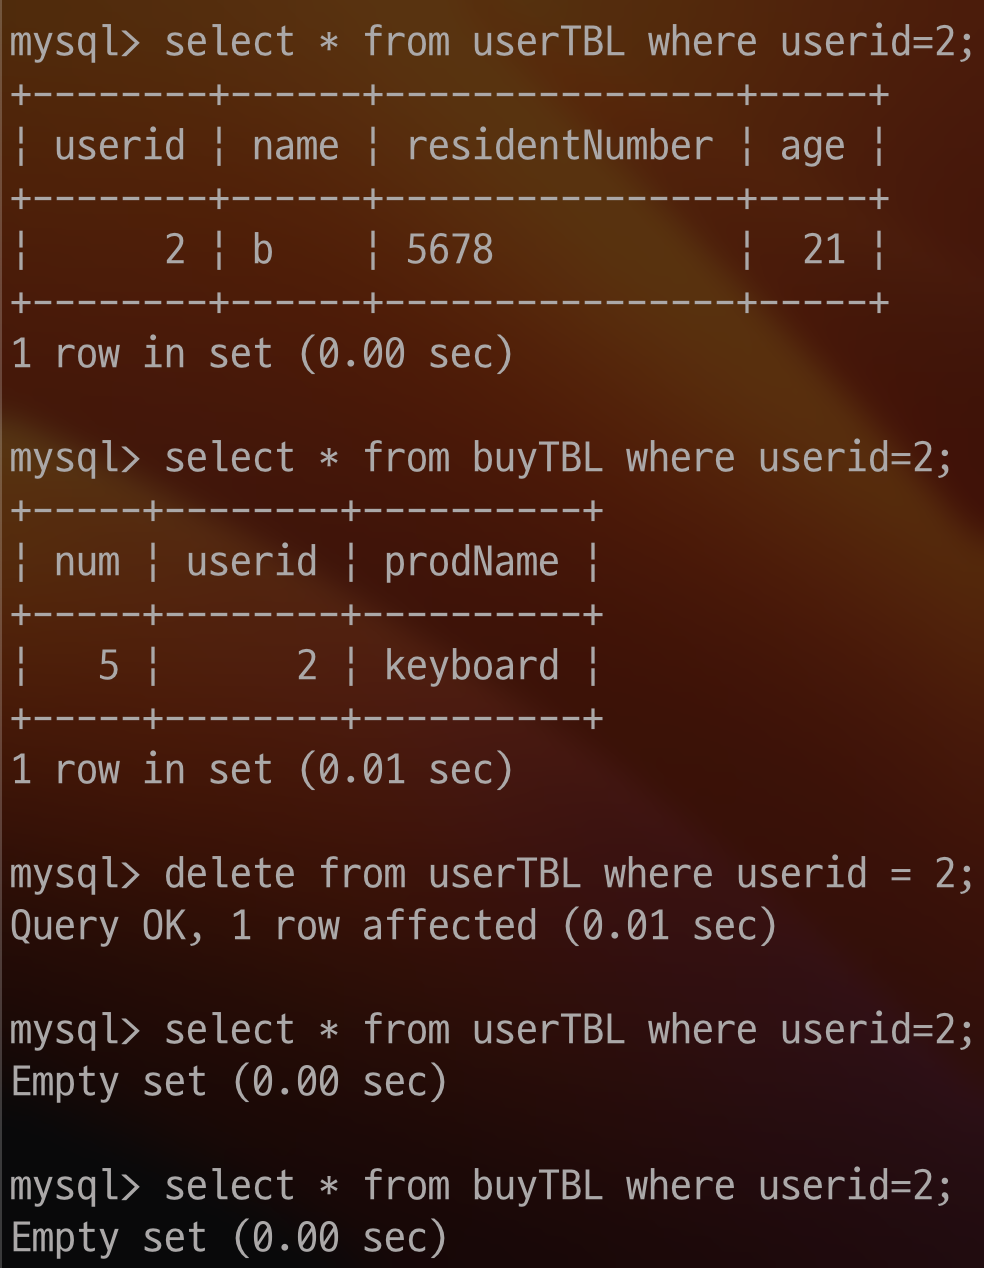 mysql> select * from userTBL where userid=2;
+--------+------+----------------+-----+
| userid | name | residentNumber | age |
+--------+------+----------------+-----+
|      2 | b    | 5678           |  21 |
+--------+------+----------------+-----+
1 row in set (0.00 sec)

mysql> select * from buyTBL where userid=2;
+-----+--------+----------+
| num | userid | prodName |
+-----+--------+----------+
|   5 |      2 | keyboard |
+-----+--------+----------+
1 row in set (0.01 sec)

mysql> delete from userTBL where userid = 2;
Query OK, 1 row affected (0.01 sec)

mysql> select * from userTBL where userid=2;
Empty set (0.00 sec)

mysql> select * from buyTBL where userid=2;
Empty set (0.00 sec)